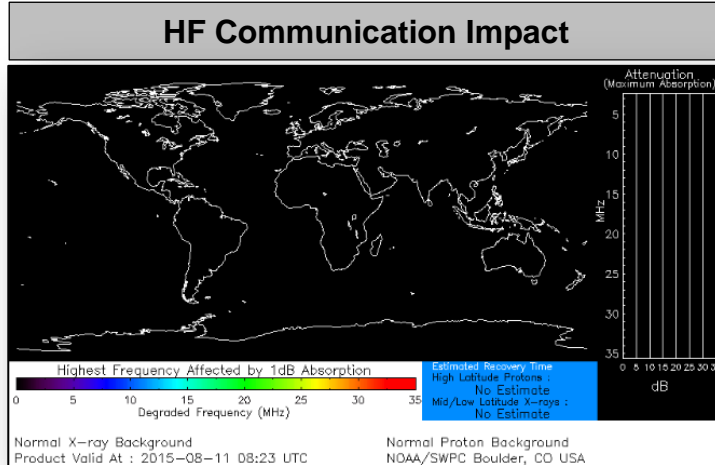 HF Communication Impact
Attenuation
(Maximum Absorption)
5
10
15
20
25
30
35
MHz
0 5 10 15 20 25 30 3
dB
Highest Frequency Affected by 1dB Absorption
0 5 10 15 20 25 30 35
Degraded Frequency (MHz)
Estimated Recovery Time
High Latitude Protons :
No Estimate
Mid/Low Latitude X-rays :
No Estimate
Normal X-ray Background
Product Valid At : 2015-08-11 08:23 UTC
Normal Proton Background
NOAA/SWPC Boulder, CO USA